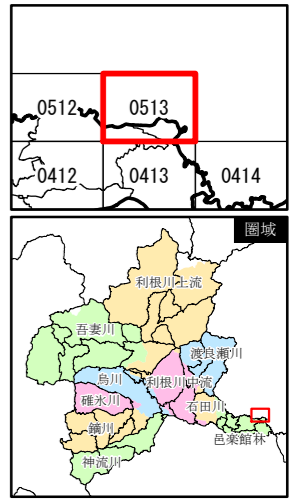 0512 0513
0412 0413 0414
圏域
利根川上流
吾妻川
渡良瀬川
烏川 利根川中流
碓氷川
石田川
鏑川
邑楽館林
神流川